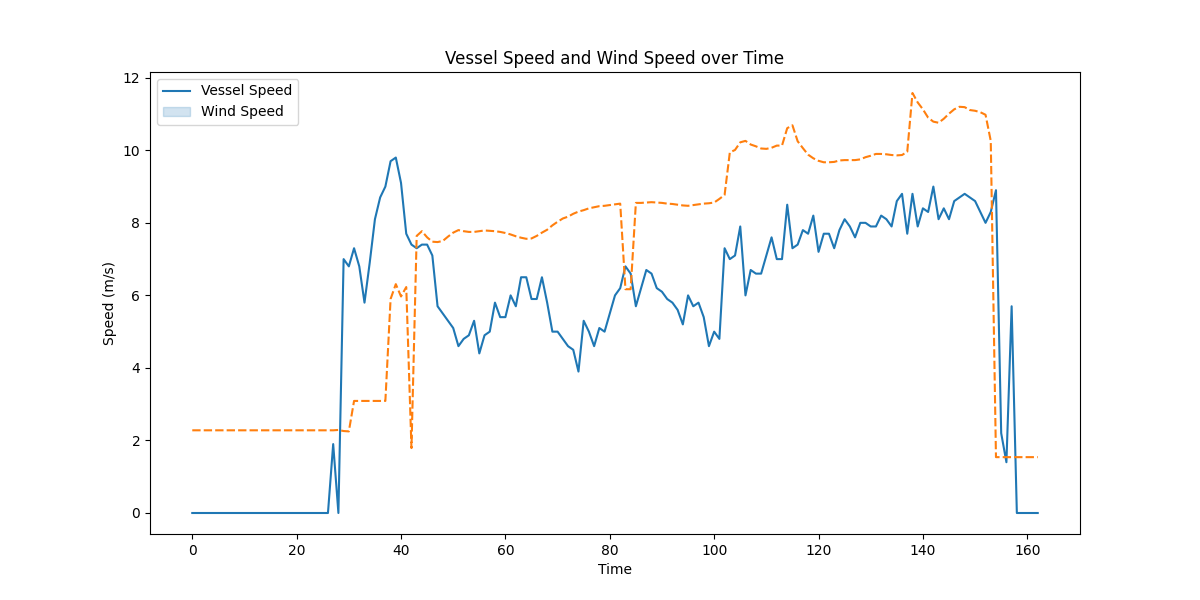 Vessel Speed and Wind Speed over Time
12
10
8
6
4
2
0
Speed (m/s)
Vessel Speed
Wind Speed
0 20 40 60 80 100 120 140 160
Time